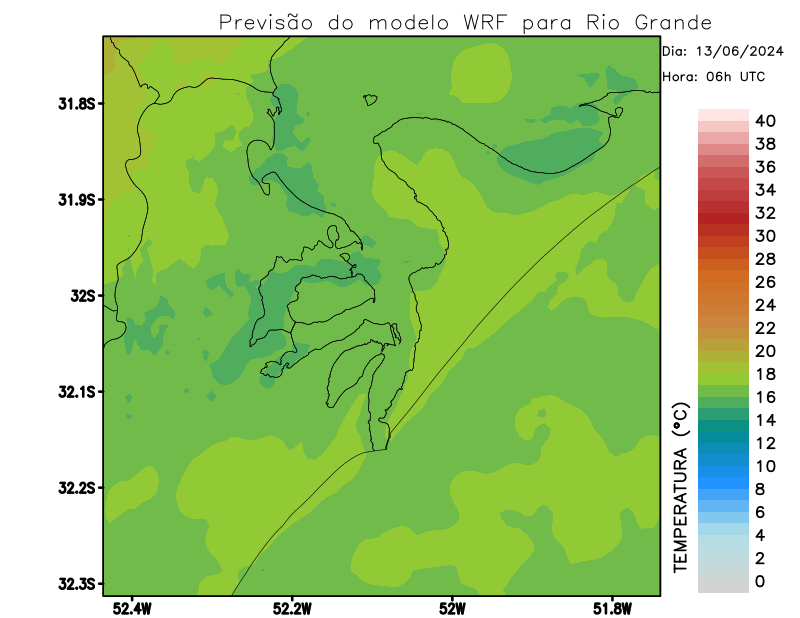 Previsão do modelo WRF para Rio Grande
Dia: 13/06/2024
Hora: 06h UTC
31.8S
31.9S
32S
32.1S
32.2S
32.3S
52.4W
52.2W
52W
51.8W
TEMPERATURA (°C)
40
38
36
34
32
30
28
26
24
22
20
18
16
14
12
10
8
6
4
2
0